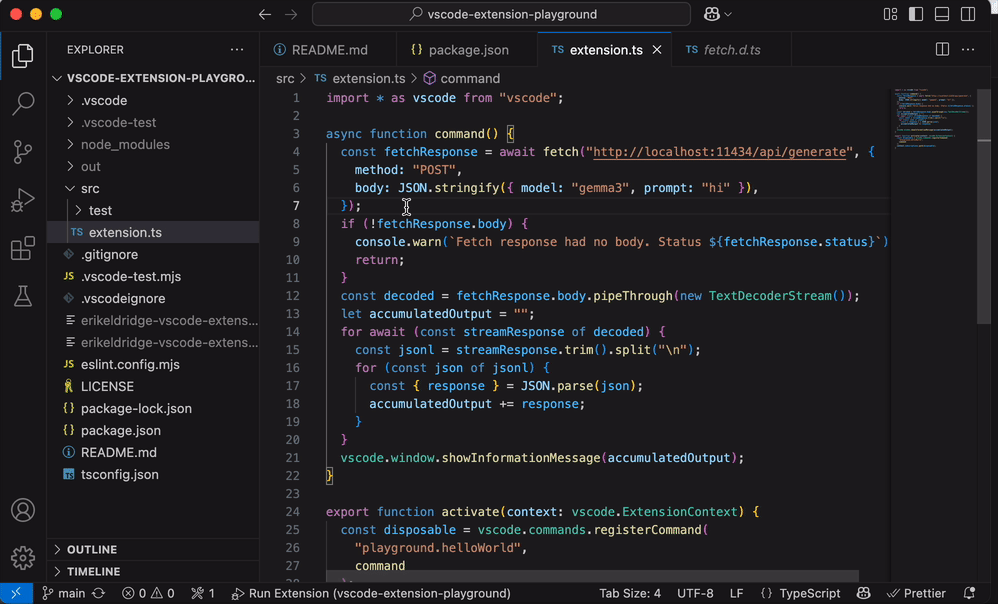 vscode-extension-playground
EXPLORER
README.md
{} package.json
TS extension.ts
TS fetch.d.ts
VSCODE-EXTENSION-PLAYGRO...
.vscode
.vscode-test
node_modules
out
src
test
TS extension.ts
.gitignore
JS .vscode-test.mjs
.vscodeignore
erikeldridge-vscode-extens...
erikeldridge-vscode-extens...
JS eslint.config.mjs
LICENSE
{} package-lock.json
{} package.json
README.md
TS tsconfig.json
OUTLINE
TIMELINE
src > TS extension.ts > command
1 import * as vscode from "vscode";
2
3 async function command() {
4 const fetchResponse = await fetch("http://localhost:11434/api/generate", {
5 method: "POST",
6 body: JSON.stringify({ model: "gemma3", prompt: "hi" }),
7 });
8 if (!fetchResponse.body) {
9 console.warn(`Fetch response had no body. Status ${fetchResponse.status}`)
10 return;
11 }
12 const decoded = fetchResponse.body.pipeThrough(new TextDecoderStream());
13 let accumulatedOutput = "";
14 for await (const streamResponse of decoded) {
15 const jsonl = streamResponse.trim().split("\n");
16 for (const json of jsonl) {
17 const { response } = JSON.parse(json);
18 accumulatedOutput += response;
19 }
20 }
21 vscode.window.showInformationMessage(accumulatedOutput);
22 }
23
24 export function activate(context: vscode.ExtensionContext) {
25 const disposable = vscode.commands.registerCommand(
26 "playground.helloWorld",
27 command
main
0
0
1
Run Extension (vscode-extension-playground)
Tab Size: 4
UTF-8
LF
{} TypeScript
Prettier